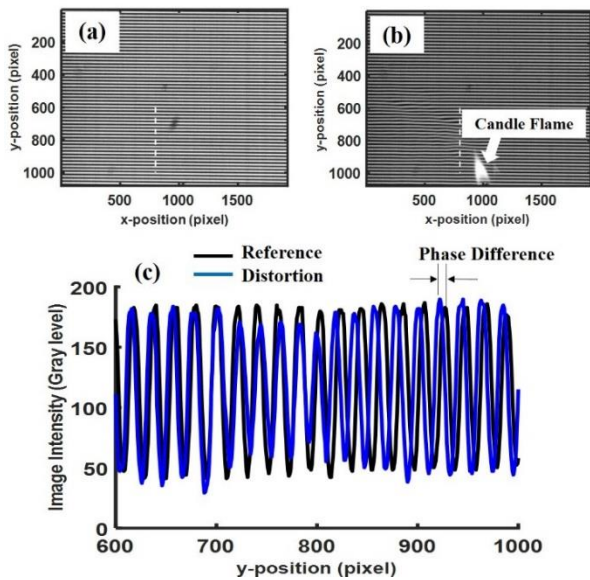 (a)
0
200
400
600
800
1000
y-position (pixel)
500
1000
1500
x-position (pixel)
(b)
Candle Flame
0
200
400
600
800
1000
y-position (pixel)
500
1000
1500
x-position (pixel)
(c)
Reference
Distortion
Phase Difference
200
150
100
50
0
Image Intensity (Gray level)
600
700
800
900
1000
y-position (pixel)